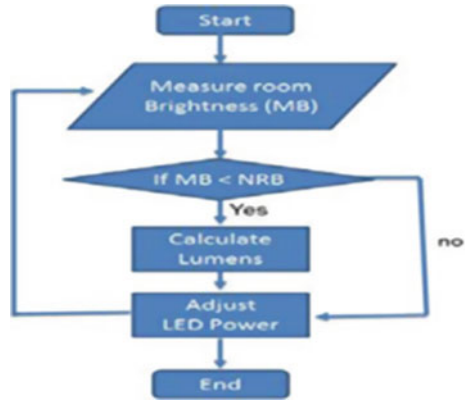 Start
Measure room
Brightness (MB)
If MB < NRB
Yes
no
Calculate
Lumens
Adjust
LED Power
End